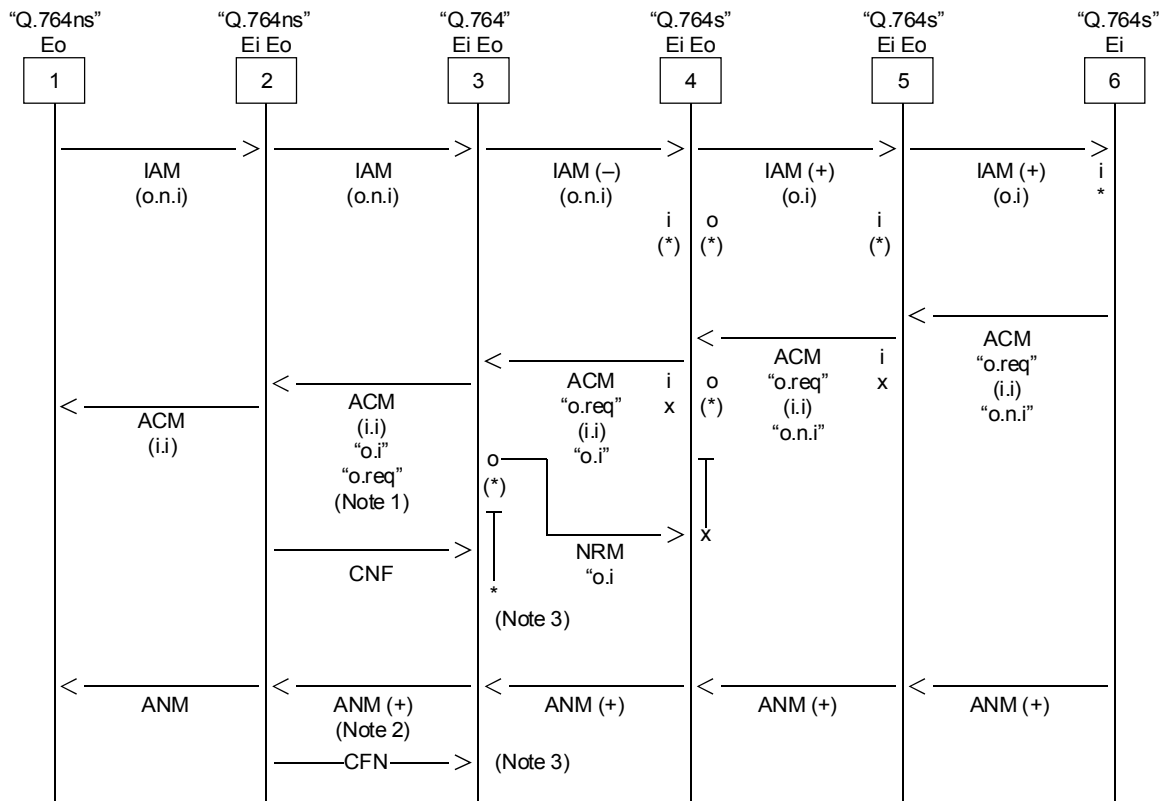 “Q.764ns” “Q.764ns” “Q.764” “Q.764s” “Q.764s” “Q.764s”
Eo Ei Eo Ei Eo Ei Eo Ei Eo Ei
1 2 3 4 5 6
IAM IAM IAM (–) IAM (+) IAM (+) i
(o.n.i) (o.n.i) (o.n.i) (o.i) (o.i) *
i o i
(*) (*) (*)
ACM
“o.req”
(i.i)
“o.n.i”
ACM i
“o.req” x
(i.i)
“o.n.i”
ACM i o
“o.req” x (*)
(i.i)
“o.i”
ACM
(i.i)
“o.i”
“o.req”
(Note 1)
ACM
(i.i)
o
(*)
x
NRM
“o.i
CNF
*
(Note 3)
ANM ANM (+) ANM (+) ANM (+) ANM (+)
(Note 2)
CFN (Note 3)